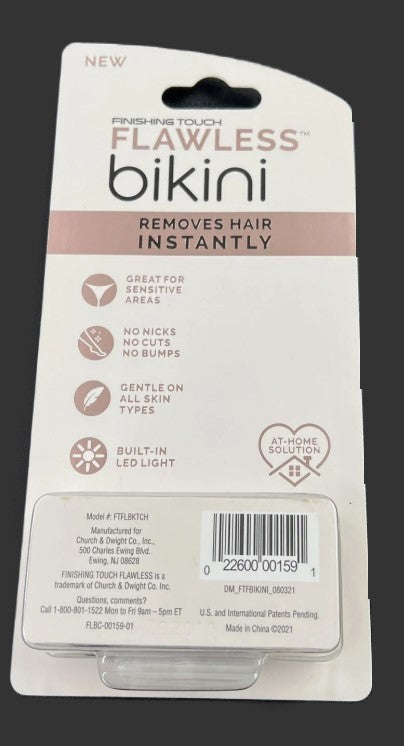 NEW
FINISHING TOUCH
FLAWLESS™
bikini
REMOVES HAIR
INSTANTLY
GREAT FOR
SENSITIVE
AREAS
NO NICKS
NO CUTS
NO BUMPS
GENTLE ON
ALL SKIN
TYPES
BUILT-IN
LED LIGHT
AT-HOME
SOLUTION
Model #: FTFLBKTCH
Manufactured for
Church & Dwight Co., Inc.,
500 Charles Ewing Blvd.
Ewing, NJ 08628
FINISHING TOUCH FLAWLESS is a
trademark of Church & Dwight Co. Inc.
Questions, comments?
Call 1-800-801-1522 Mon to Fri 9am – 5pm ET
FLBC-00159-01
0 22600 00159 1
DM_FTFBIKINI_080321
U.S. and International Patents Pending.
Made in China ©2021